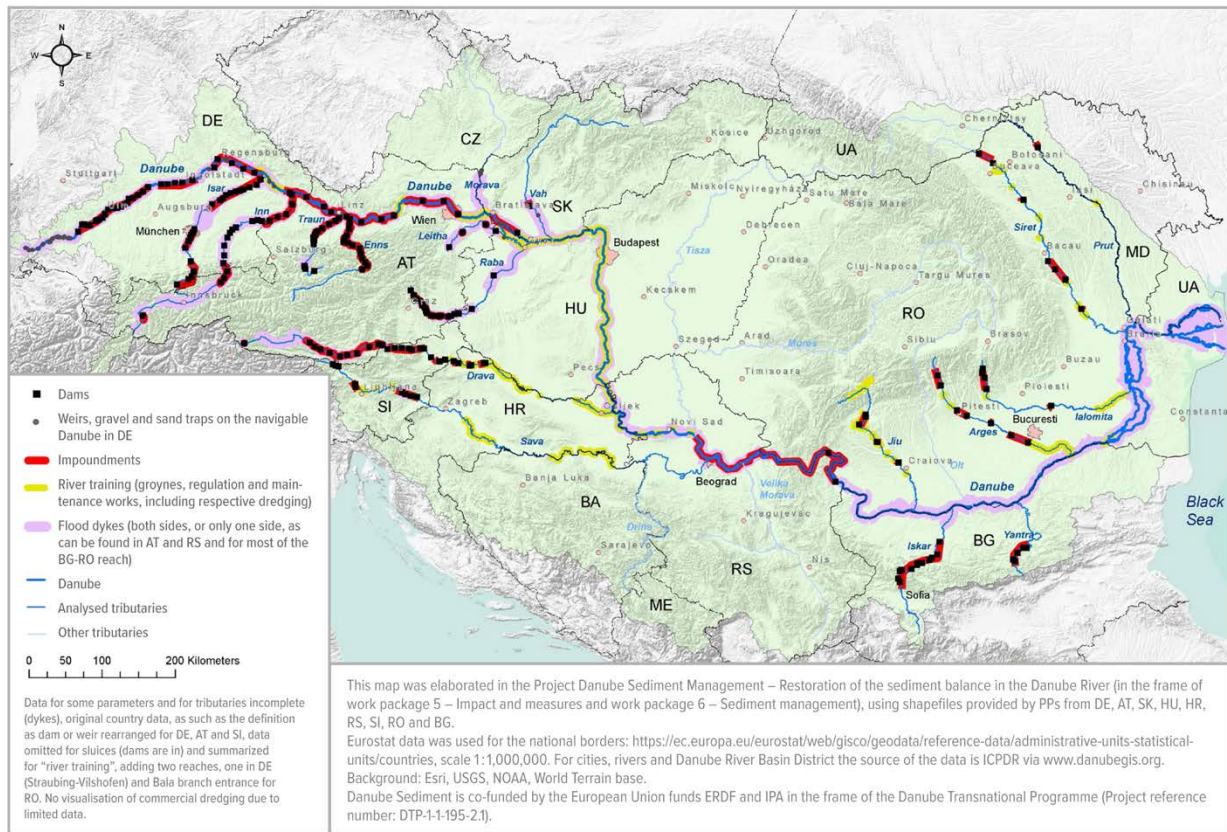 N
W E
S
DE
CZ
SK
UA
MD
UA
AT
HU
RO
SI
HR
BA
RS
ME
BG
Stuttgart
Regensburg
Ingolstadt
Ulm
Augsburg
München
Linz
Salzburg
Innsbruck
Wien
Bratislava
Graz
Budapest
Kosice
Uzhgorod
Chernivtsy
Miskolc
Nyiregyháza
Satu Mare
Baia Mare
Botosani
Suceava
Iasi
Chisinau
Debrecen
Oradea
Cluj-Napoca
Targu Mures
Bacau
Kecskem
Szeged
Arad
Timisoara
Sibiu
Brasov
Galati
Braila
Buzau
Ploiesti
Pitesti
Bucuresti
Constanta
Craiova
Pecs
Osijek
Novi Sad
Ljubljana
Zagreb
Banja Luka
Beograd
Sarajevo
Kragujevac
Nis
Sofia
Danube
Isar
Inn
Traun
Enns
Danube
Morava
Leitha
Raba
Vah
Tisza
Siret
Prut
Mures
Drava
Sava
Drina
Velika
Morava
Jiu
Olt
Arges
Ialomita
Danube
Iskar
Yantra
Black
Sea
Dams
Weirs, gravel and sand traps on the navigable
Danube in DE
Impoundments
River training (groynes, regulation and main-
tenance works, including respective dredging)
Flood dykes (both sides, or only one side, as
can be found in AT and RS and for most of the
BG-RO reach)
Danube
Analysed tributaries
Other tributaries
0 50 100 200 Kilometers
Data for some parameters and for tributaries incomplete
(dykes), original country data, as such as the definition
as dam or weir rearranged for DE, AT and SI, data
omitted for sluices (dams are in) and summarized
for “river training”, adding two reaches, one in DE
(Straubing-Vilshofen) and Bala branch entrance for
RO. No visualisation of commercial dredging due to
limited data.
This map was elaborated in the Project Danube Sediment Management – Restoration of the sediment balance in the Danube River (in the frame of
work package 5 – Impact and measures and work package 6 – Sediment management), using shapefiles provided by PPs from DE, AT, SK, HU, HR,
RS, SI, RO and BG.
Eurostat data was used for the national borders: https://ec.europa.eu/eurostat/web/gisco/geodata/reference-data/administrative-units-statistical-
units/countries, scale 1:1,000,000. For cities, rivers and Danube River Basin District the source of the data is ICPDR via www.danubegis.org.
Background: Esri, USGS, NOAA, World Terrain base.
Danube Sediment is co-funded by the European Union funds ERDF and IPA in the frame of the Danube Transnational Programme (Project reference
number: DTP-1-1-195-2.1).